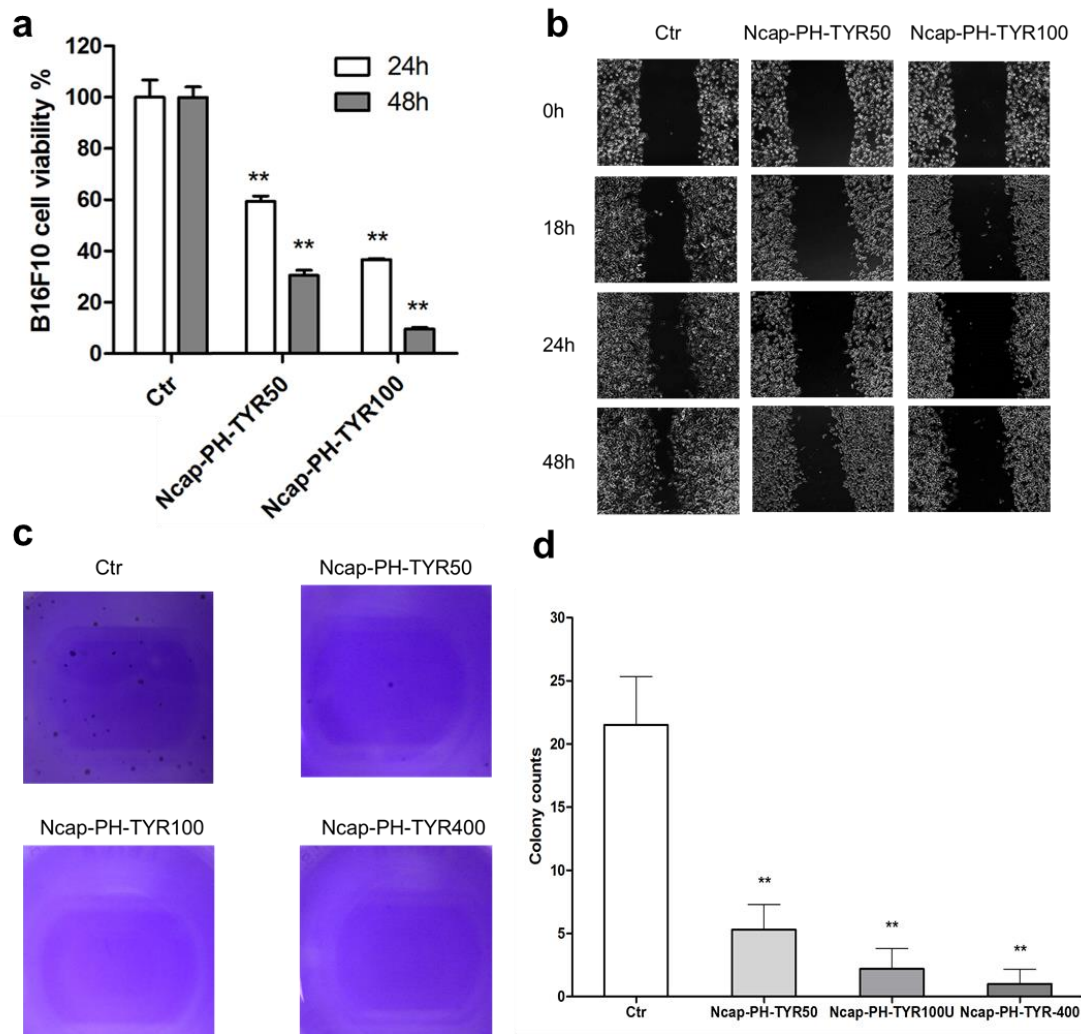 a
B16F10 cell viability %
120
100
80
60
40
20
0
24h
48h
**
**
**
**
Ctr
Ncap-PH-TYR50
Ncap-PH-TYR100
b
Ctr
Ncap-PH-TYR50
Ncap-PH-TYR100
0h
18h
24h
48h
c
Ctr
Ncap-PH-TYR50
Ncap-PH-TYR100
Ncap-PH-TYR400
d
Colony counts
30
25
20
15
10
5
0
**
**
**
Ctr
Ncap-PH-TYR50
Ncap-PH-TYR100U
Ncap-PH-TYR-400